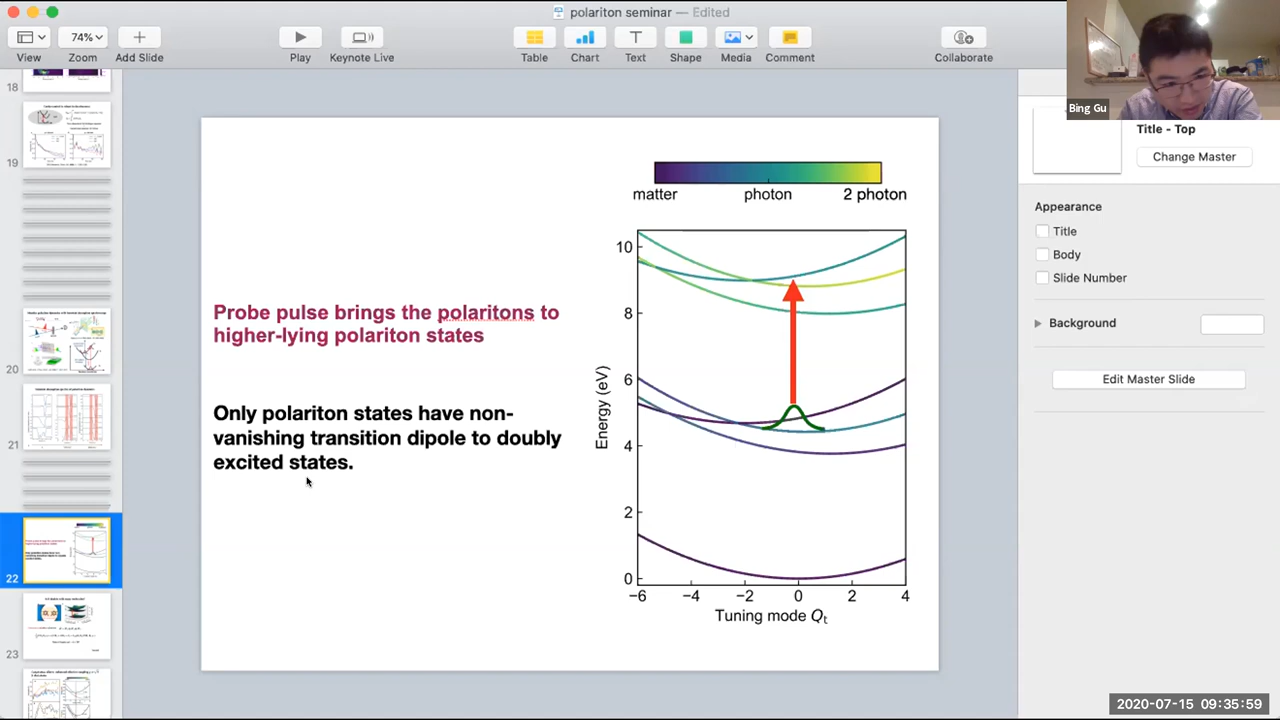 polariton seminar — Edited
View
74%
Zoom
Add Slide
Play
Keynote Live
Table
Chart
Text
Shape
Media
Comment
Collaborate
Bing Gu
18
19
20
21
22
23
matter
photon
2 photon
Probe pulse brings the polaritons to
higher-lying polariton states
Only polariton states have non-
vanishing transition dipole to doubly
excited states.
Energy (eV)
10
8
6
4
2
0
−6
−4
−2
0
2
4
Tuning mode Qt
Title - Top
Change Master
Appearance
Title
Body
Slide Number
Background
Edit Master Slide
2020-07-15 09:35:59